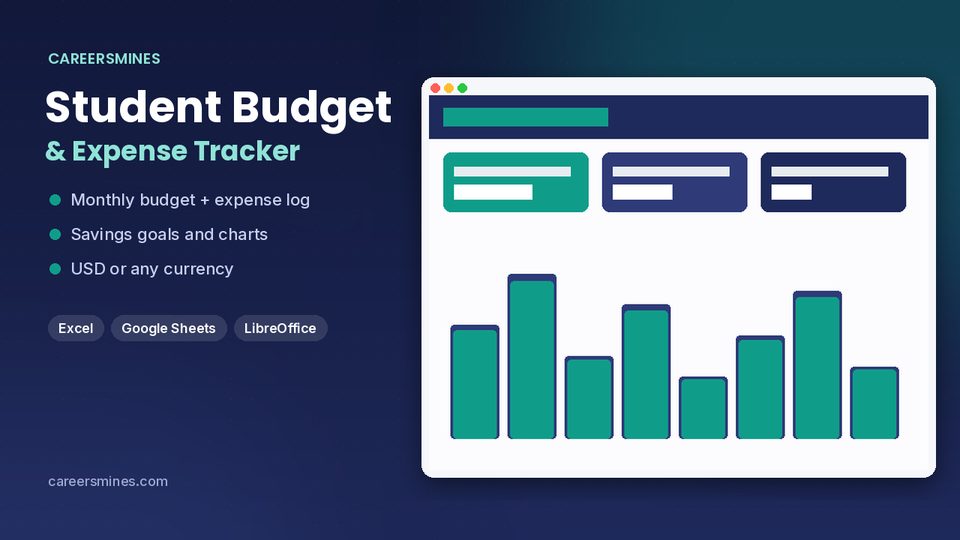 CAREERSMINES
Student Budget
& Expense Tracker
Monthly budget + expense log
Savings goals and charts
USD or any currency
Excel
Google Sheets
LibreOffice
careersmines.com